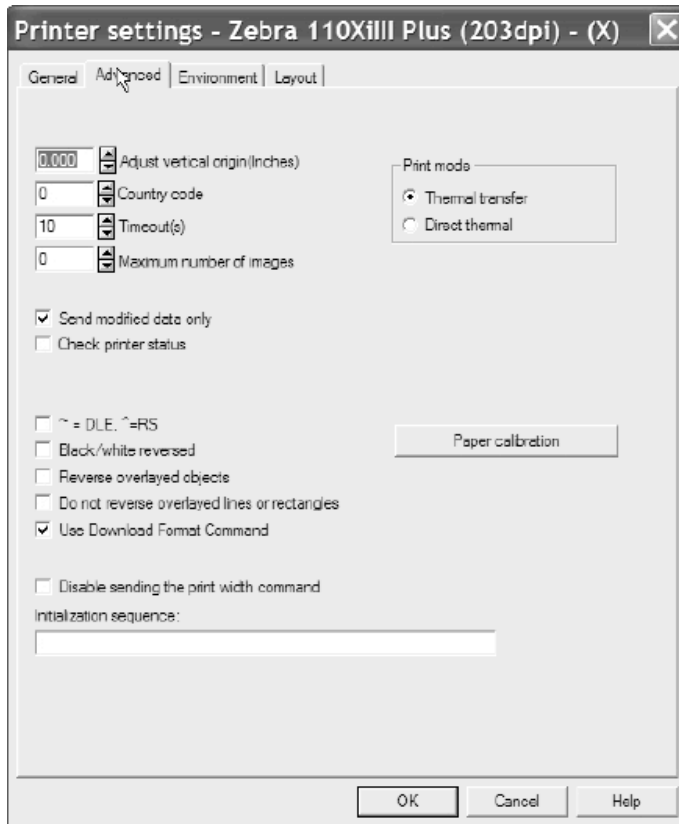 Printer settings - Zebra 110XiIII Plus (203dpi) - (X)
General Advanced Environment Layout
0.000 Adjust vertical origin(Inches)
0 Country code
10 Timeout(s)
0 Maximum number of images
Print mode
Thermal transfer
Direct thermal
Send modified data only
Check printer status
~ = DLE, ^=RS
Black/white reversed
Reverse overlayed objects
Do not reverse overlayed lines or rectangles
Use Download Format Command
Paper calibration
Disable sending the print width command
Initialization sequence:
OK Cancel Help